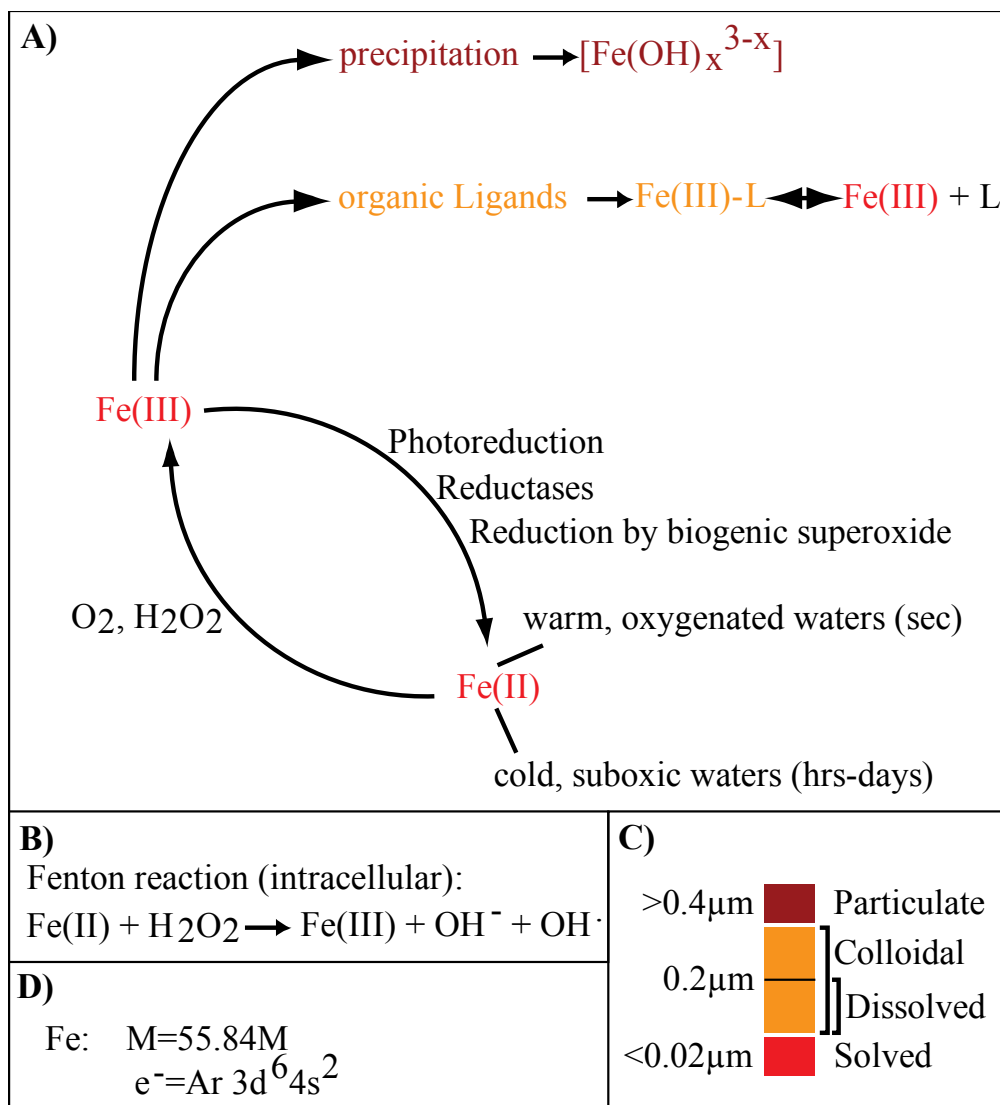 A)
precipitation → [Fe(OH)x^3-x]
organic Ligands → Fe(III)-L ↔ Fe(III) + L
Fe(III)
Photoreduction
Reductases
Reduction by biogenic superoxide
O2, H2O2
warm, oxygenated waters (sec)
Fe(II)
cold, suboxic waters (hrs-days)
B)
Fenton reaction (intracellular):
Fe(II) + H2O2 → Fe(III) + OH⁻ + OH·
C)
>0.4µm Particulate
Colloidal
0.2µm
Dissolved
<0.02µm Solved
D)
Fe: M=55.84M
e⁻=Ar 3d⁶4s²